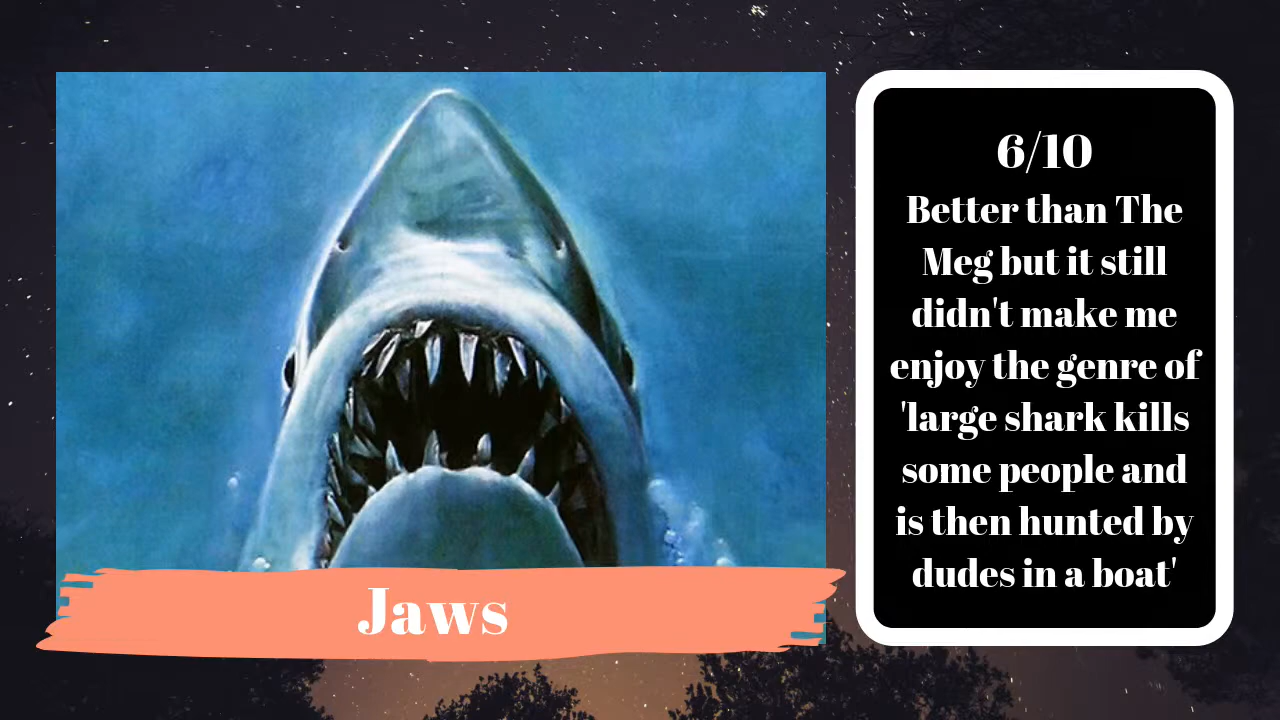 6/10
Better than The
Meg but it still
didn't make me
enjoy the genre of
'large shark kills
some people and
is then hunted by
dudes in a boat'
Jaws